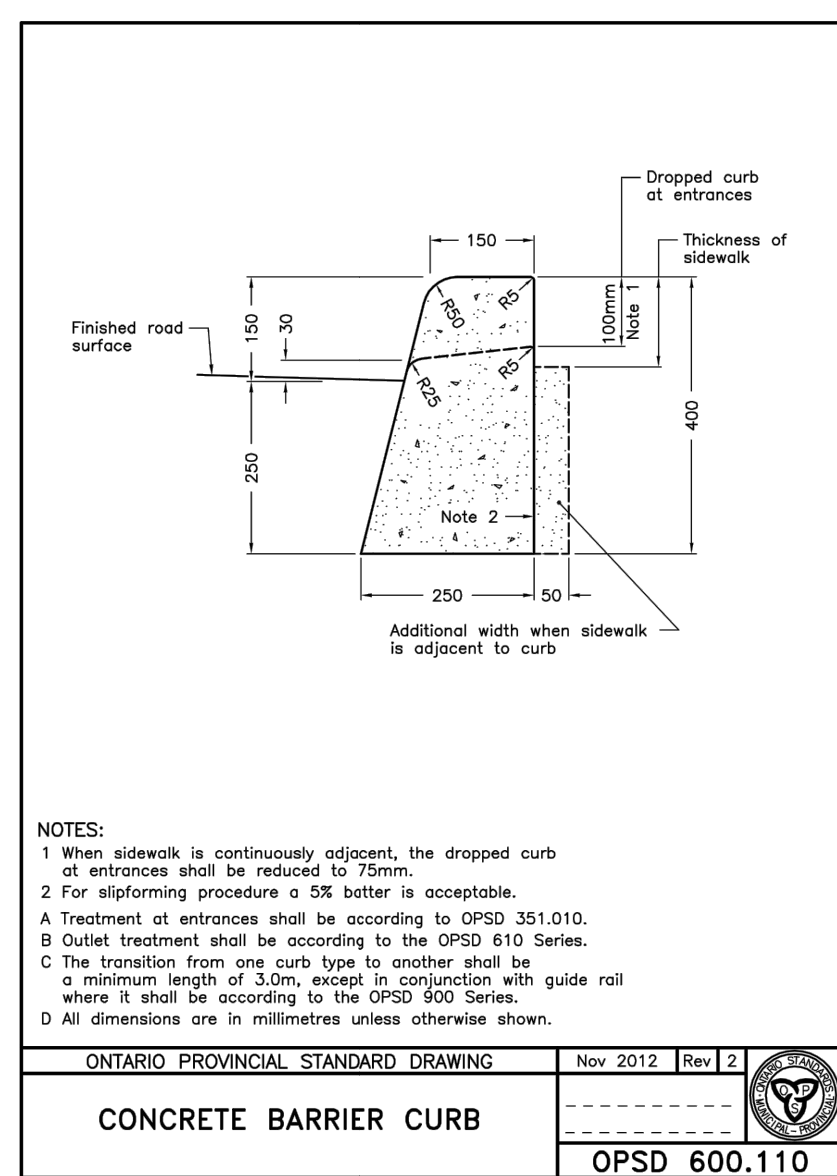 Dropped curb
at entrances
150
Thickness of
sidewalk
Finished road
surface
150
30
R50
R5
100mm
Note 1
R25
R5
400
250
Note 2
250
50
Additional width when sidewalk
is adjacent to curb
NOTES:
1 When sidewalk is continuously adjacent, the dropped curb
at entrances shall be reduced to 75mm.
2 For slipforming procedure a 5% batter is acceptable.
A Treatment at entrances shall be according to OPSD 351.010.
B Outlet treatment shall be according to the OPSD 610 Series.
C The transition from one curb type to another shall be
a minimum length of 3.0m, except in conjunction with guide rail
where it shall be according to the OPSD 900 Series.
D All dimensions are in millimetres unless otherwise shown.
ONTARIO PROVINCIAL STANDARD DRAWING
Nov 2012 Rev 2
CONCRETE BARRIER CURB
ONTARIO STANDARDS
MUNICIPAL - PROVINCIAL
OPS
OPSD 600.110